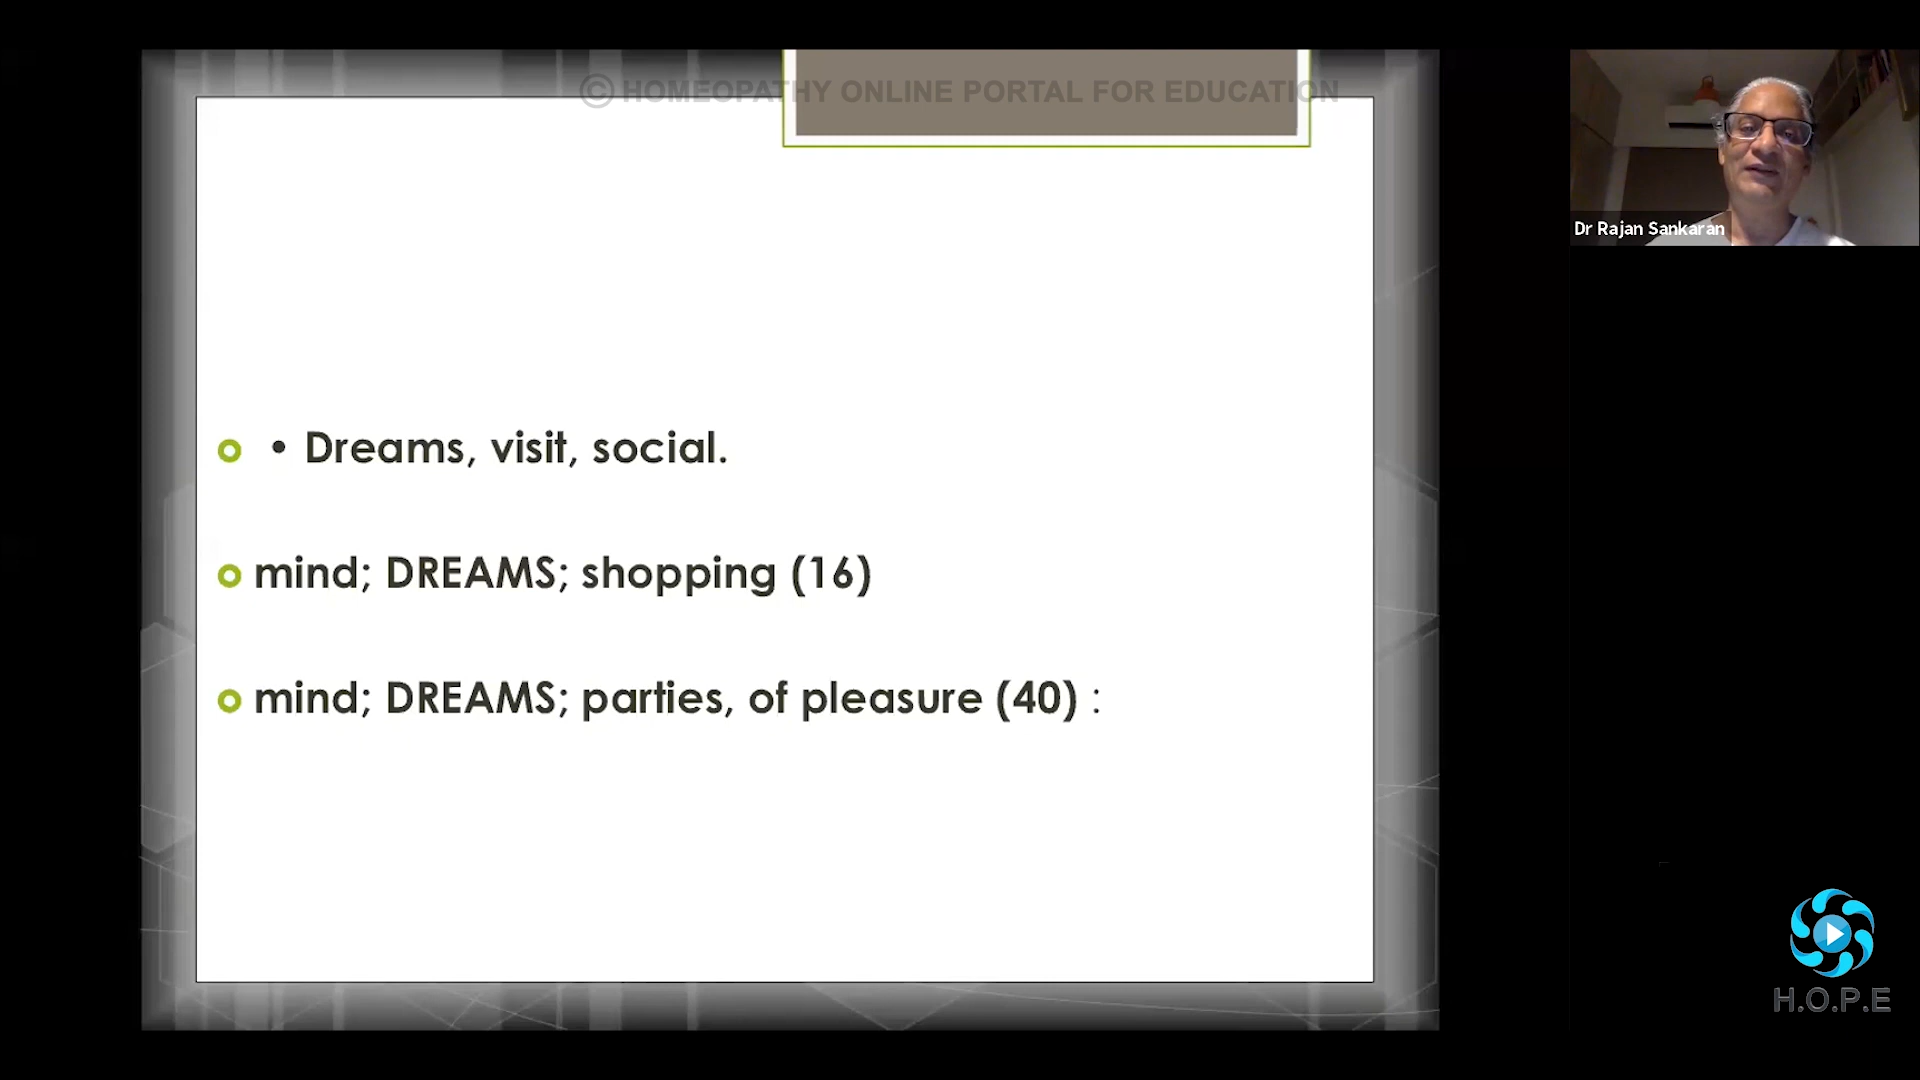 © HOMEOPATHY ONLINE PORTAL FOR EDUCATION
Dr Rajan Sankaran
• Dreams, visit, social.
mind; DREAMS; shopping (16)
mind; DREAMS; parties, of pleasure (40) :
H.O.P.E